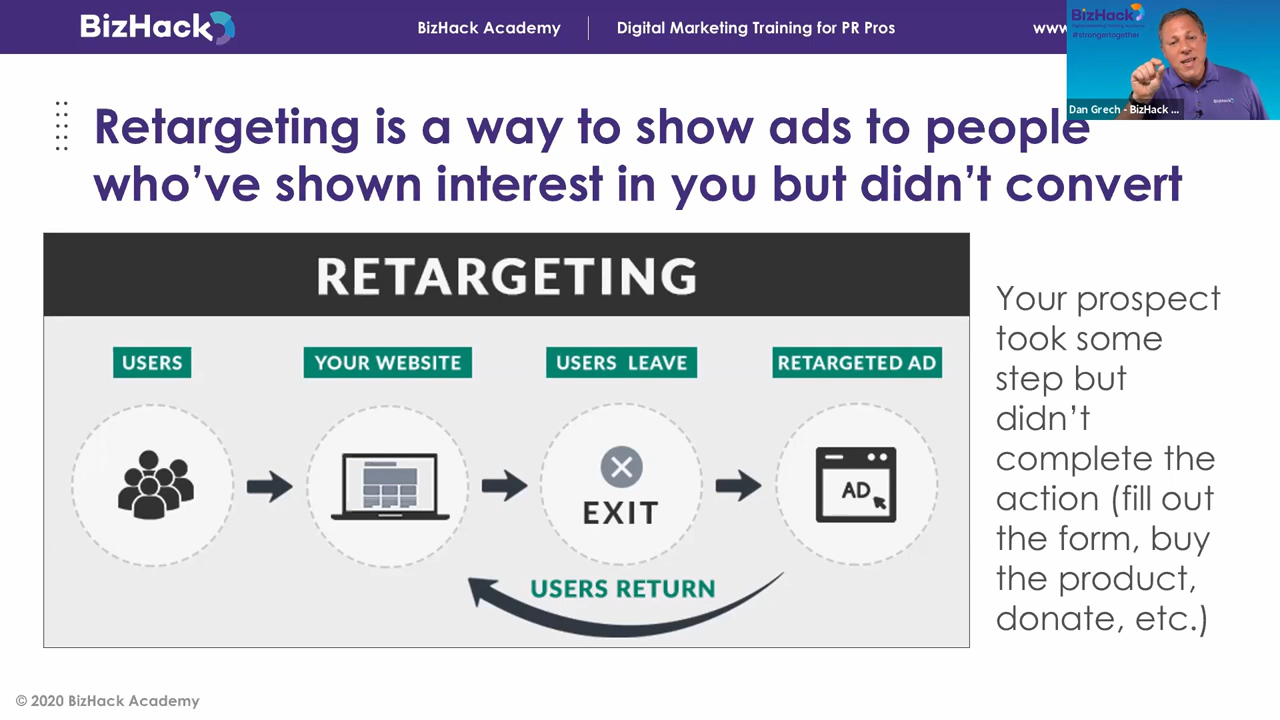 BizHack
BizHack Academy
Digital Marketing Training for PR Pros
www
BizHack
#strongertogether
Dan Grech - BizHack ...
BizHack
Retargeting is a way to show ads to people
who’ve shown interest in you but didn’t convert
RETARGETING
USERS
YOUR WEBSITE
USERS LEAVE
RETARGETED AD
EXIT
AD
USERS RETURN
Your prospect
took some
step but
didn’t
complete the
action (fill out
the form, buy
the product,
donate, etc.)
© 2020 BizHack Academy